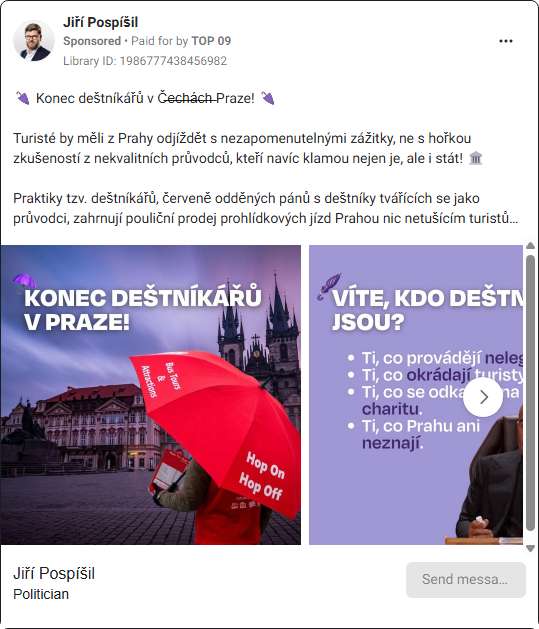 Jiří Pospíšil
Sponsored • Paid for by TOP 09
Library ID: 1986777438456982
Konec deštníkářů v Čechách Praze!
Turisté by měli z Prahy odjíždět s nezapomenutelnými zážitky, ne s hořkou
zkušeností z nekvalitních průvodců, kteří navíc klamou nejen je, ale i stát!
Praktiky tzv. deštníkářů, červeně odděných pánů s deštníky tvářících se jako
průvodci, zahrnují pouliční prodej prohlídkových jízd Prahou nic netušícím turistů...
KONEC DEŠTNÍKÁŘŮ
V PRAZE!
Bus Tours &
Attractions
Hop On
Hop Off
VÍTE, KDO DEŠTN
JSOU?
• Ti, co provádějí neleg
• Ti, co okrádají turisty
• Ti, co se odka na
charitu.
• Ti, co Prahu ani
neznají.
Jiří Pospíšil
Politician
Send messa...